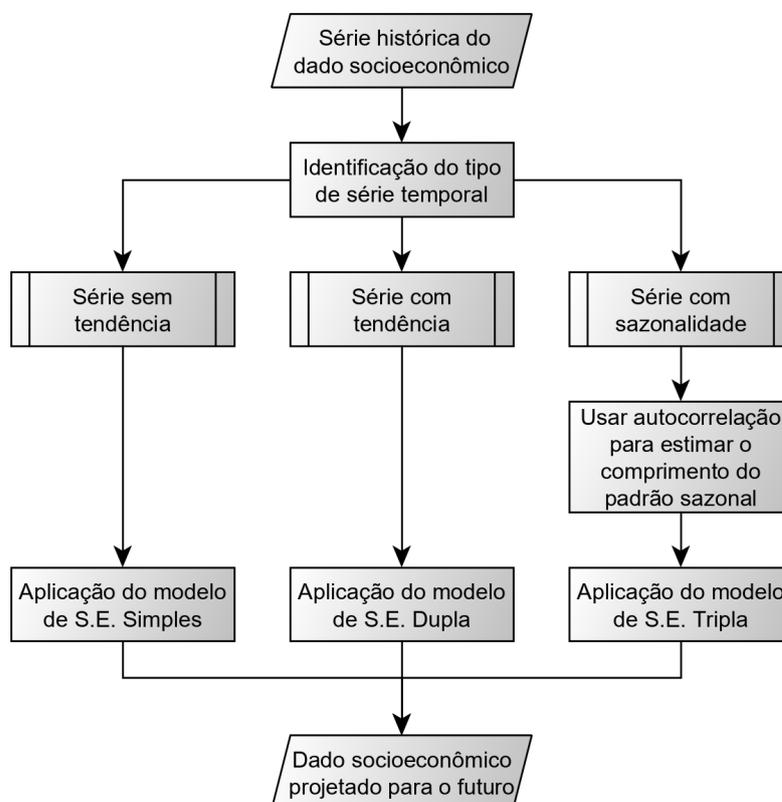 Série histórica do
dado socioeconômico
Identificação do tipo
de série temporal
Série sem
tendência
Série com
tendência
Série com
sazonalidade
Usar autocorrelação
para estimar o
comprimento do
padrão sazonal
Aplicação do modelo
de S.E. Simples
Aplicação do modelo
de S.E. Dupla
Aplicação do modelo
de S.E. Tripla
Dado socioeconômico
projetado para o futuro